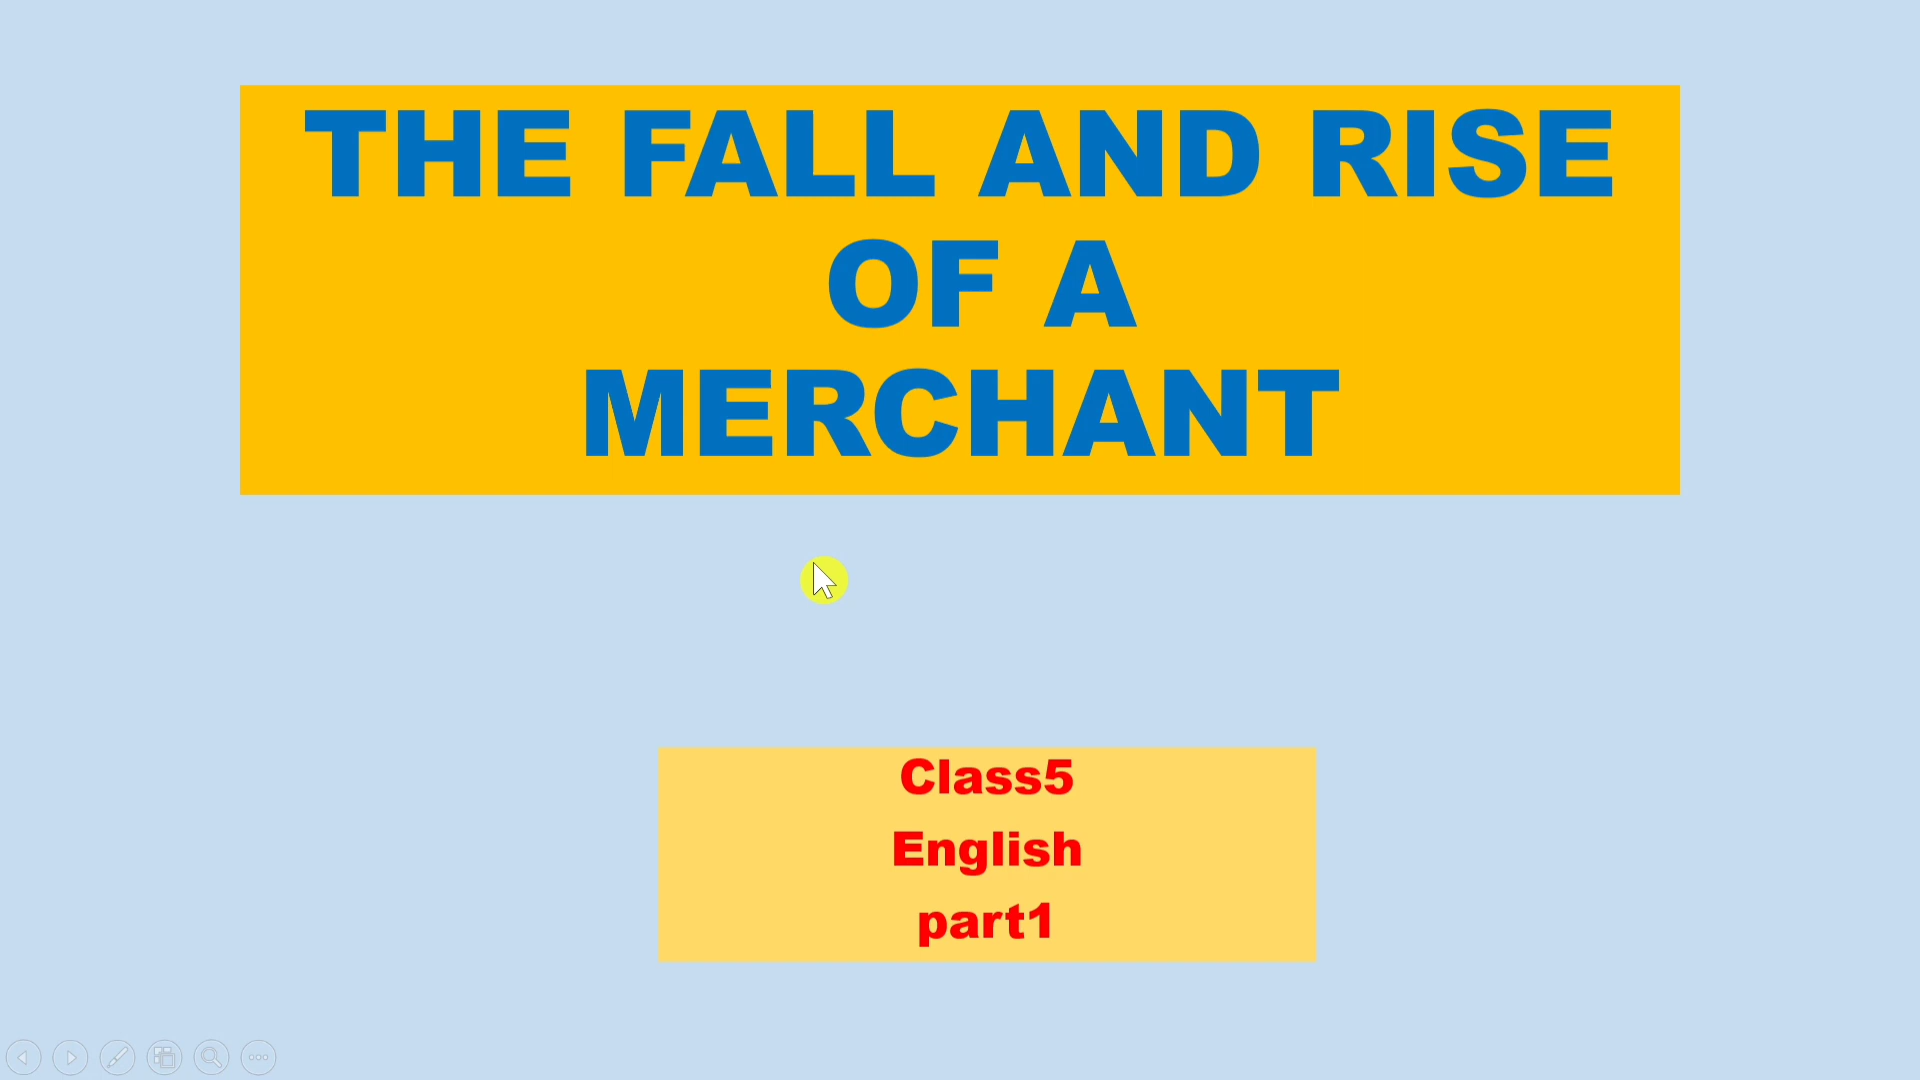 THE FALL AND RISE
OF A
MERCHANT
Class5
English
part1